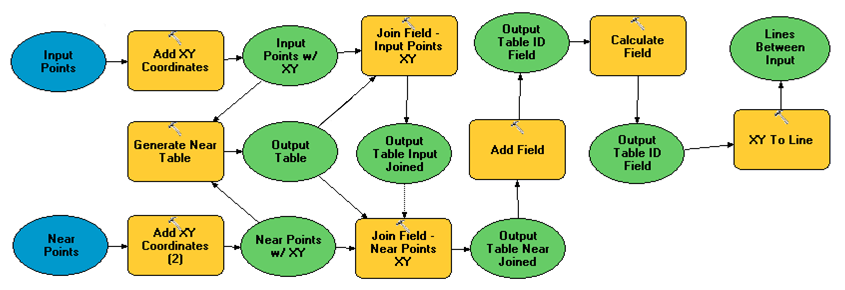 Input
Points
Add XY
Coordinates
Input
Points w/
XY
Join Field -
Input Points
XY
Output
Table ID
Field
Calculate
Field
Lines
Between
Input
Generate Near
Table
Output
Table
Output
Table Input
Joined
Add Field
Output
Table ID
Field
XY To Line
Near
Points
Add XY
Coordinates
(2)
Near Points
w/ XY
Join Field -
Near Points
XY
Output
Table Near
Joined